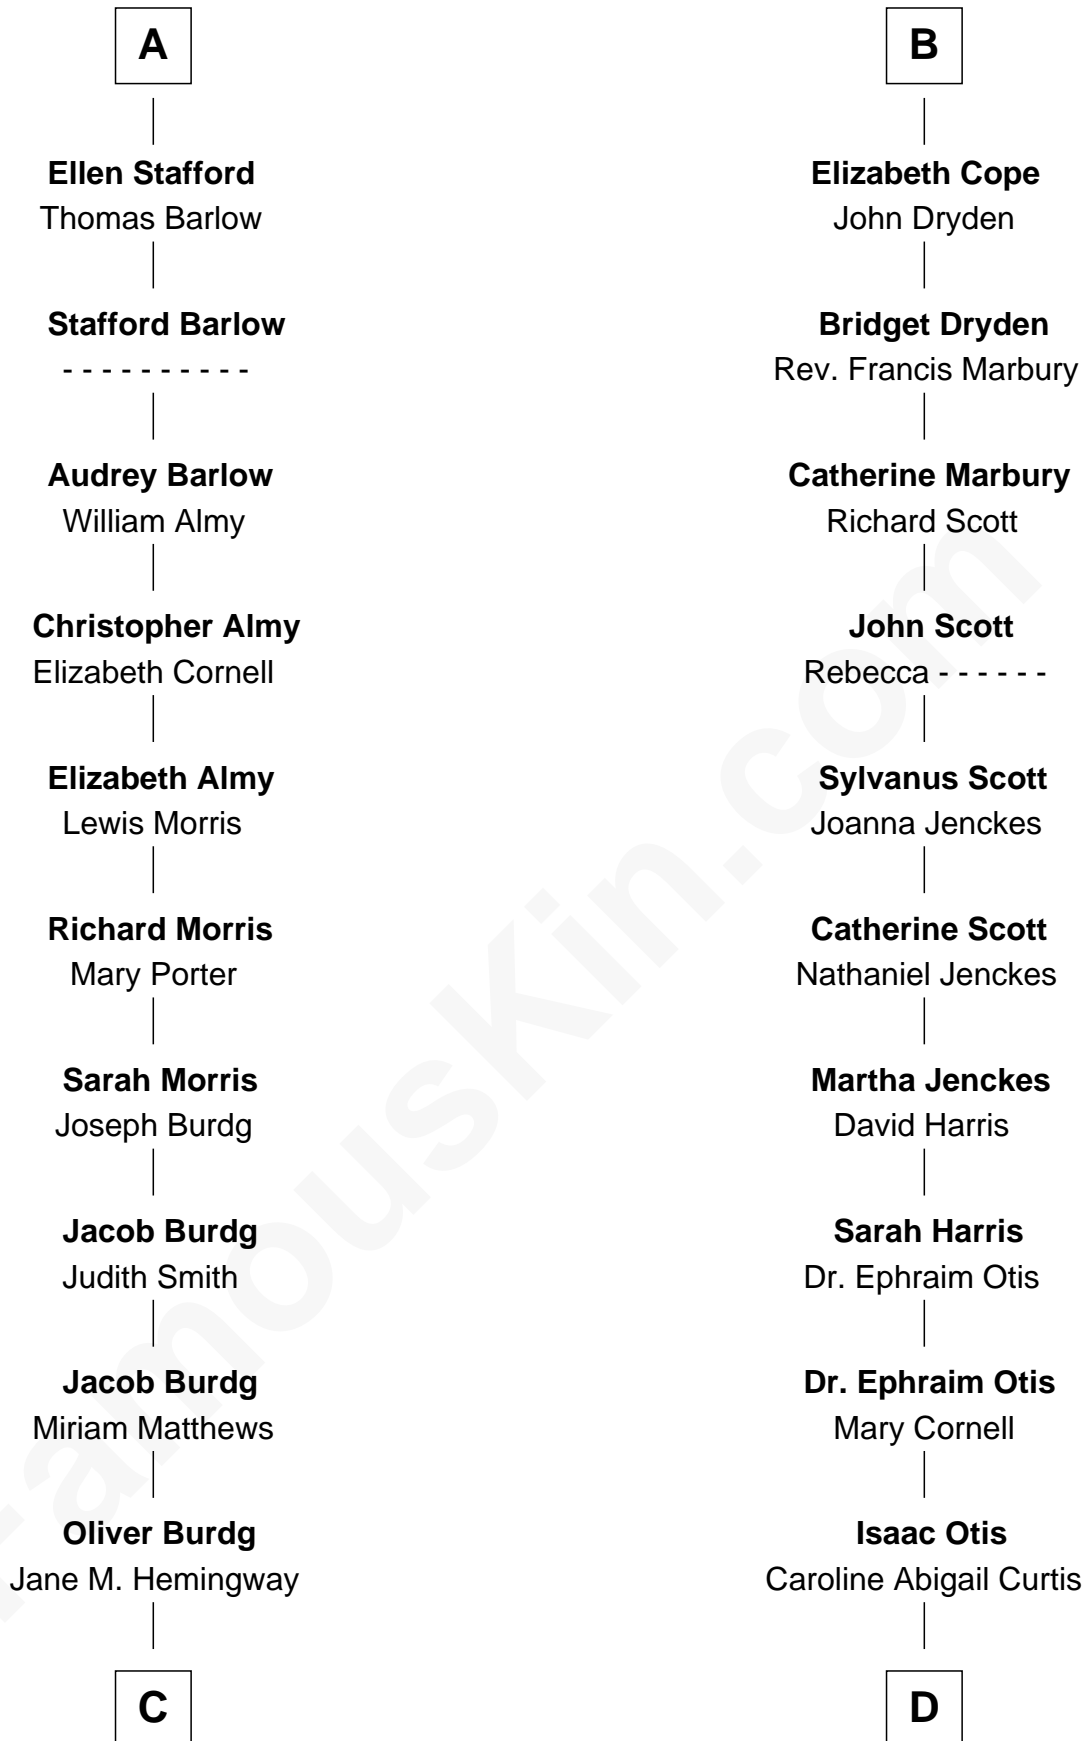 A
Ellen Stafford
Thomas Barlow
Stafford Barlow
- - - - - - - - - -
Audrey Barlow
William Almy
Christopher Almy
Elizabeth Cornell
Elizabeth Almy
Lewis Morris
Richard Morris
Mary Porter
Sarah Morris
Joseph Burdg
Jacob Burdg
Judith Smith
Jacob Burdg
Miriam Matthews
Oliver Burdg
Jane M. Hemingway
C
B
Elizabeth Cope
John Dryden
Bridget Dryden
Rev. Francis Marbury
Catherine Marbury
Richard Scott
John Scott
Rebecca - - - - - -
Sylvanus Scott
Joanna Jenckes
Catherine Scott
Nathaniel Jenckes
Martha Jenckes
David Harris
Sarah Harris
Dr. Ephraim Otis
Dr. Ephraim Otis
Mary Cornell
Isaac Otis
Caroline Abigail Curtis
D
FamousKin.com